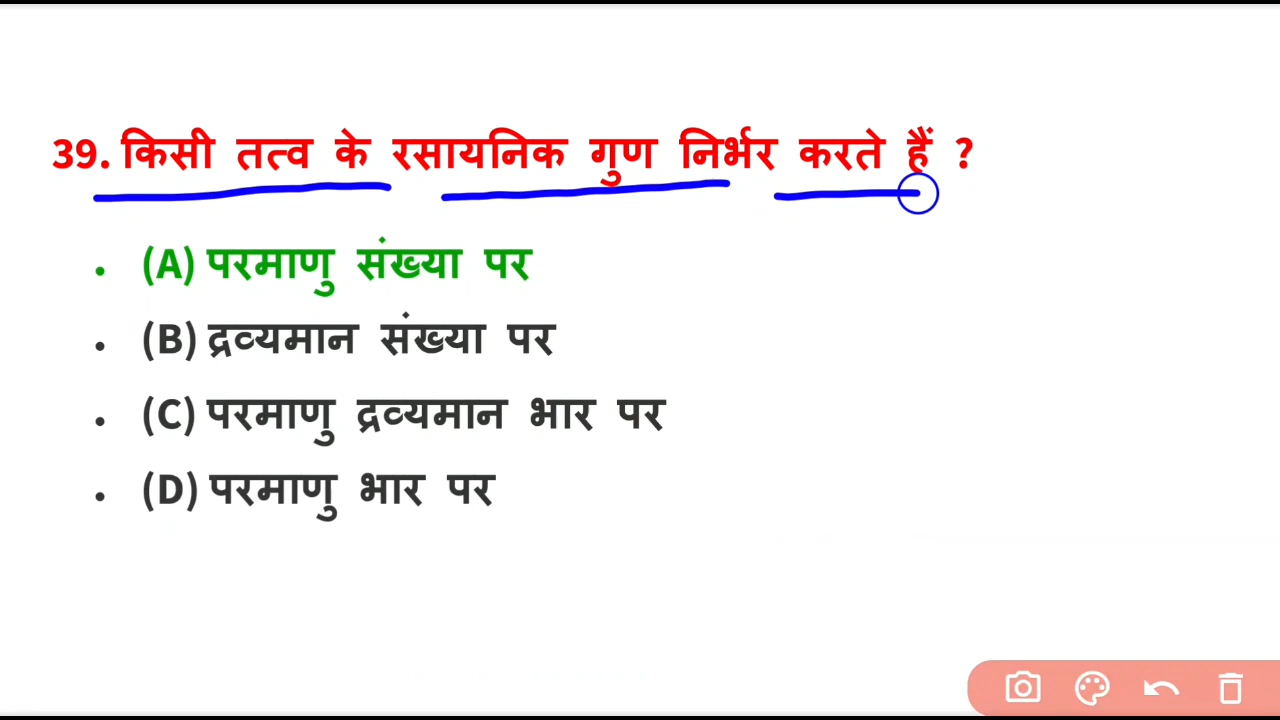 39. किसी तत्व के रसायनिक गुण निर्भर करते हैं ?
• (A) परमाणु संख्या पर
• (B) द्रव्यमान संख्या पर
• (C) परमाणु द्रव्यमान भार पर
• (D) परमाणु भार पर